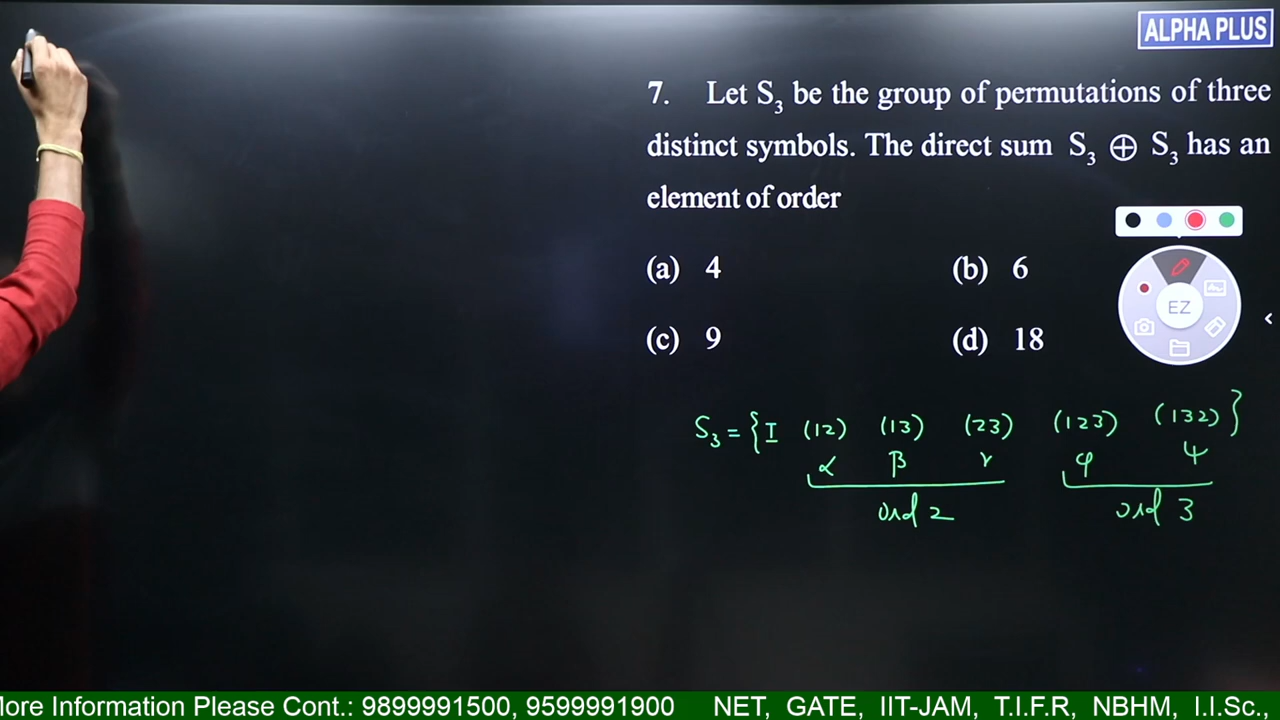 ALPHA PLUS
7. Let S₃ be the group of permutations of three
distinct symbols. The direct sum S₃ ⊕ S₃ has an
element of order
(a) 4 (b) 6
(c) 9 (d) 18
EZ
S₃ = {I (12) (13) (23) (123) (132)}
α β γ φ ψ
ord 2 ord 3
More Information Please Cont.: 9899991500, 9599991900 NET, GATE, IIT-JAM, T.I.F.R, NBHM, I.I.Sc.,